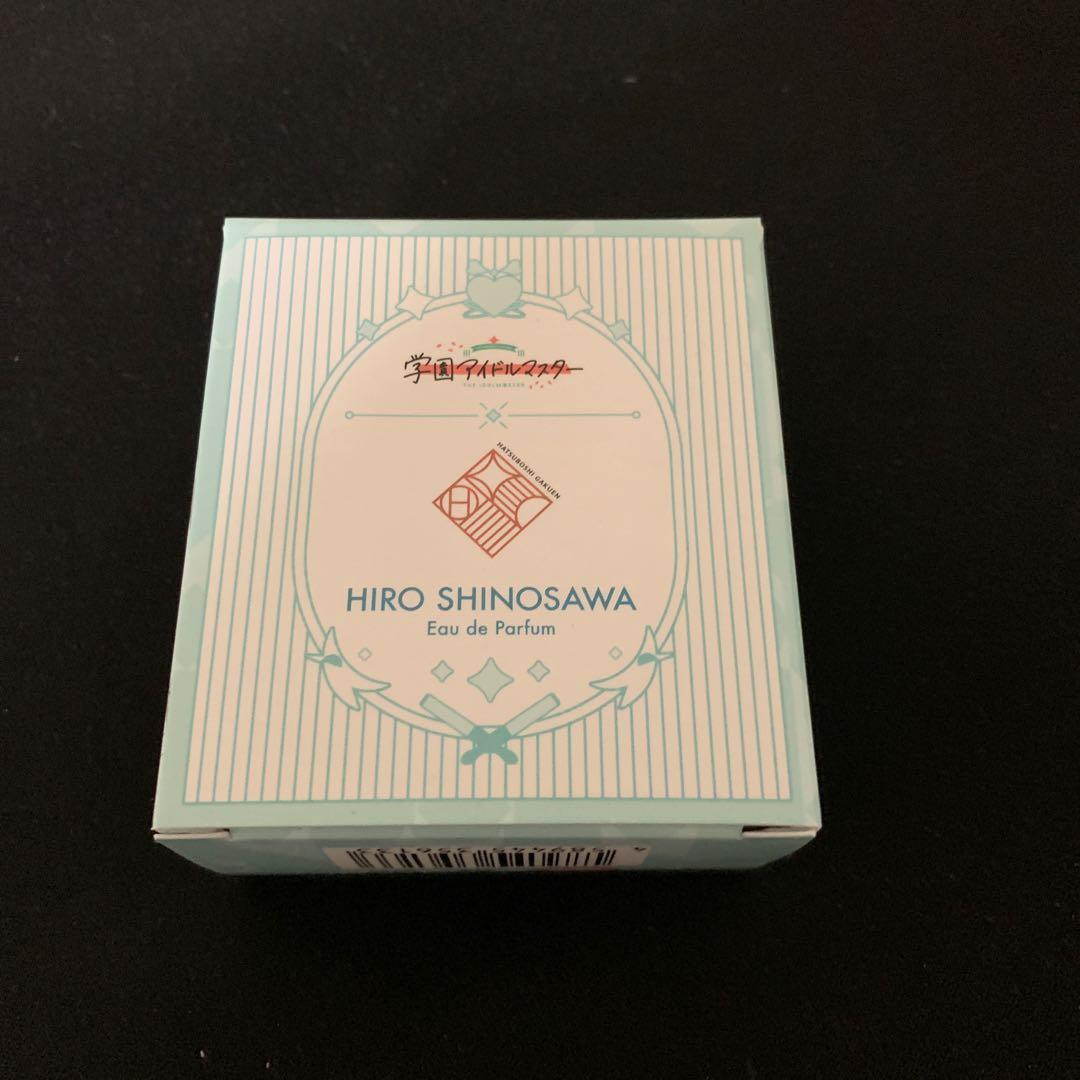 学園アイドルマスター
THE IDOLM@STER
HATSUBOSHI GAKUEN
H
HIRO SHINOSAWA
Eau de Parfum